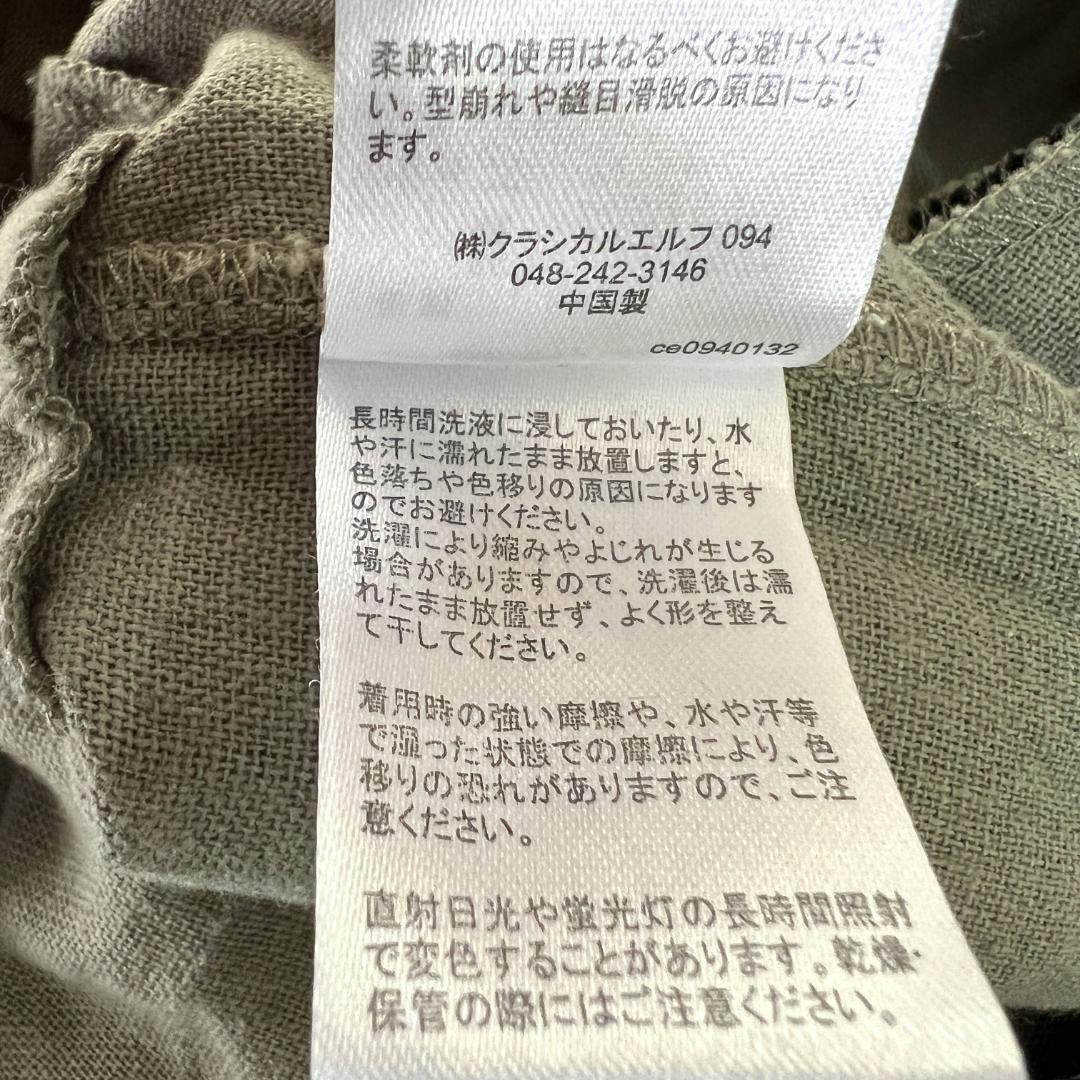 柔軟剤の使用はなるべくお避けくださ
い。型崩れや縫目滑脱の原因になり
ます。
㈱クラシカルエルフ 094
048-242-3146
中国製
ce0940132
長時間洗液に浸しておいたり、水
や汗に濡れたまま放置しますと、
色落ちや色移りの原因になります
のでお避けください。
洗濯により縮みやよじれが生じる
場合がありますので、洗濯後は濡
れたまま放置せず、よく形を整え
て干してください。
着用時の強い摩擦や、水や汗等
で湿った状態での摩擦により、色
移りの恐れがありますので、ご注
意ください。
直射日光や蛍光灯の長時間照射
で変色することがあります。乾燥・
保管の際にはご注意ください。